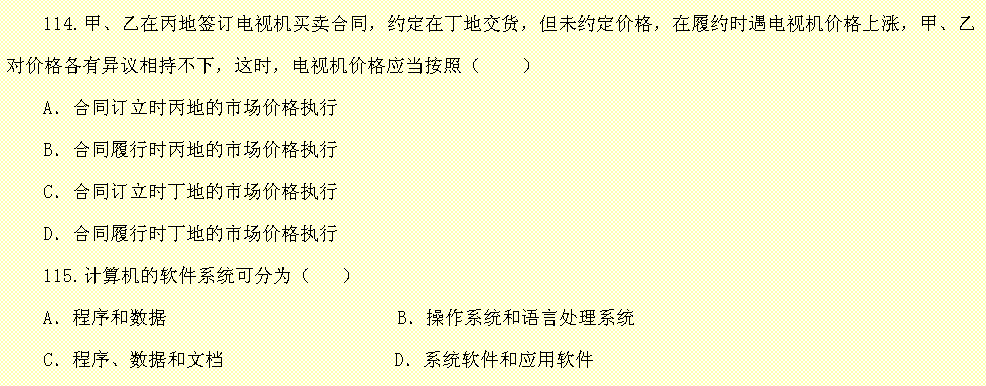 114.甲、乙在丙地签订电视机买卖合同，约定在丁地交货，但未约定价格，在履约时遇电视机价格上涨，甲、乙
对价格各有异议相持不下，这时，电视机价格应当按照（　　）
A．合同订立时丙地的市场价格执行
B．合同履行时丙地的市场价格执行
C．合同订立时丁地的市场价格执行
D．合同履行时丁地的市场价格执行
115.计算机的软件系统可分为（　　）
A．程序和数据　　　　　B．操作系统和语言处理系统
C．程序、数据和文档　　　　　D．系统软件和应用软件